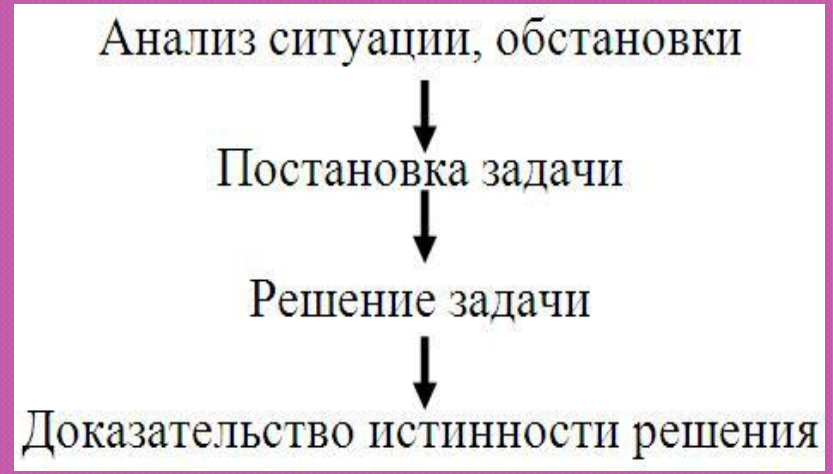 Анализ ситуации, обстановки
Постановка задачи
Решение задачи
Доказательство истинности решения